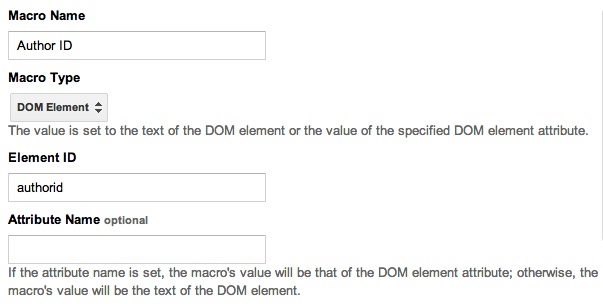 Macro Name
Author ID
Macro Type
DOM Element
The value is set to the text of the DOM element or the value of the specified DOM element attribute.
Element ID
authorid
Attribute Name optional
If the attribute name is set, the macro's value will be that of the DOM element attribute; otherwise, the
macro's value will be the text of the DOM element.